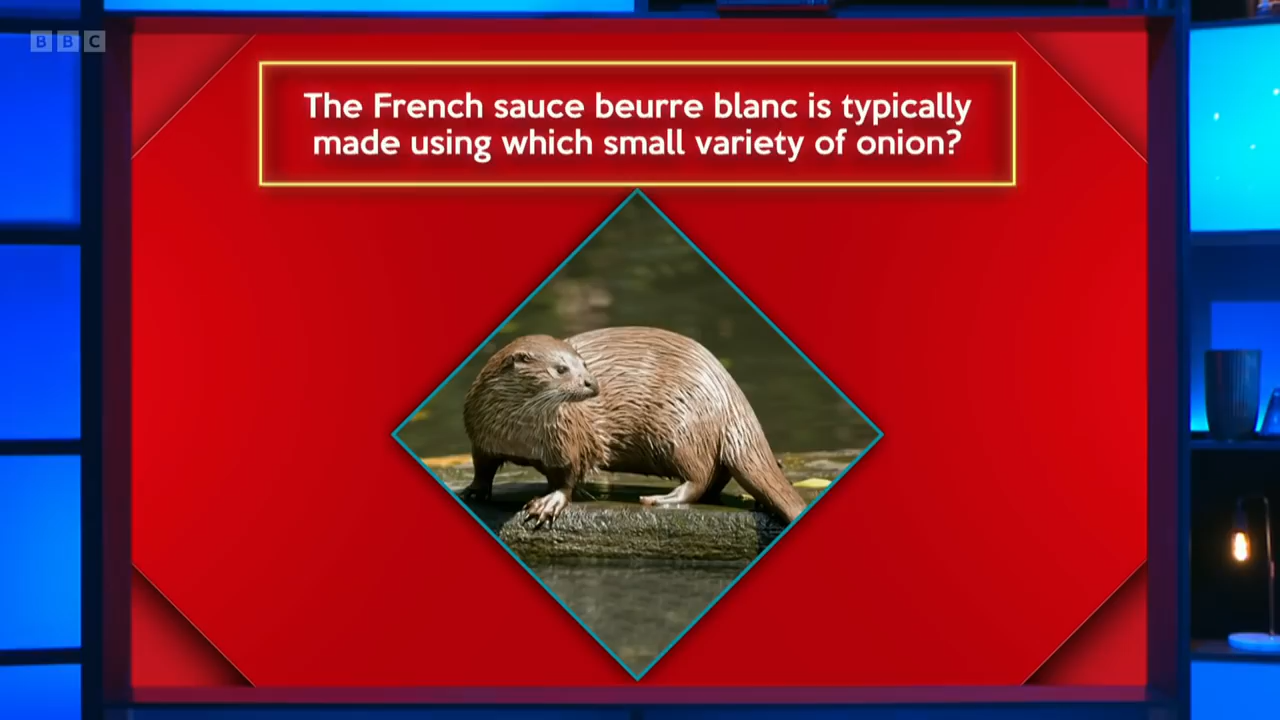 BBC
The French sauce beurre blanc is typically
made using which small variety of onion?